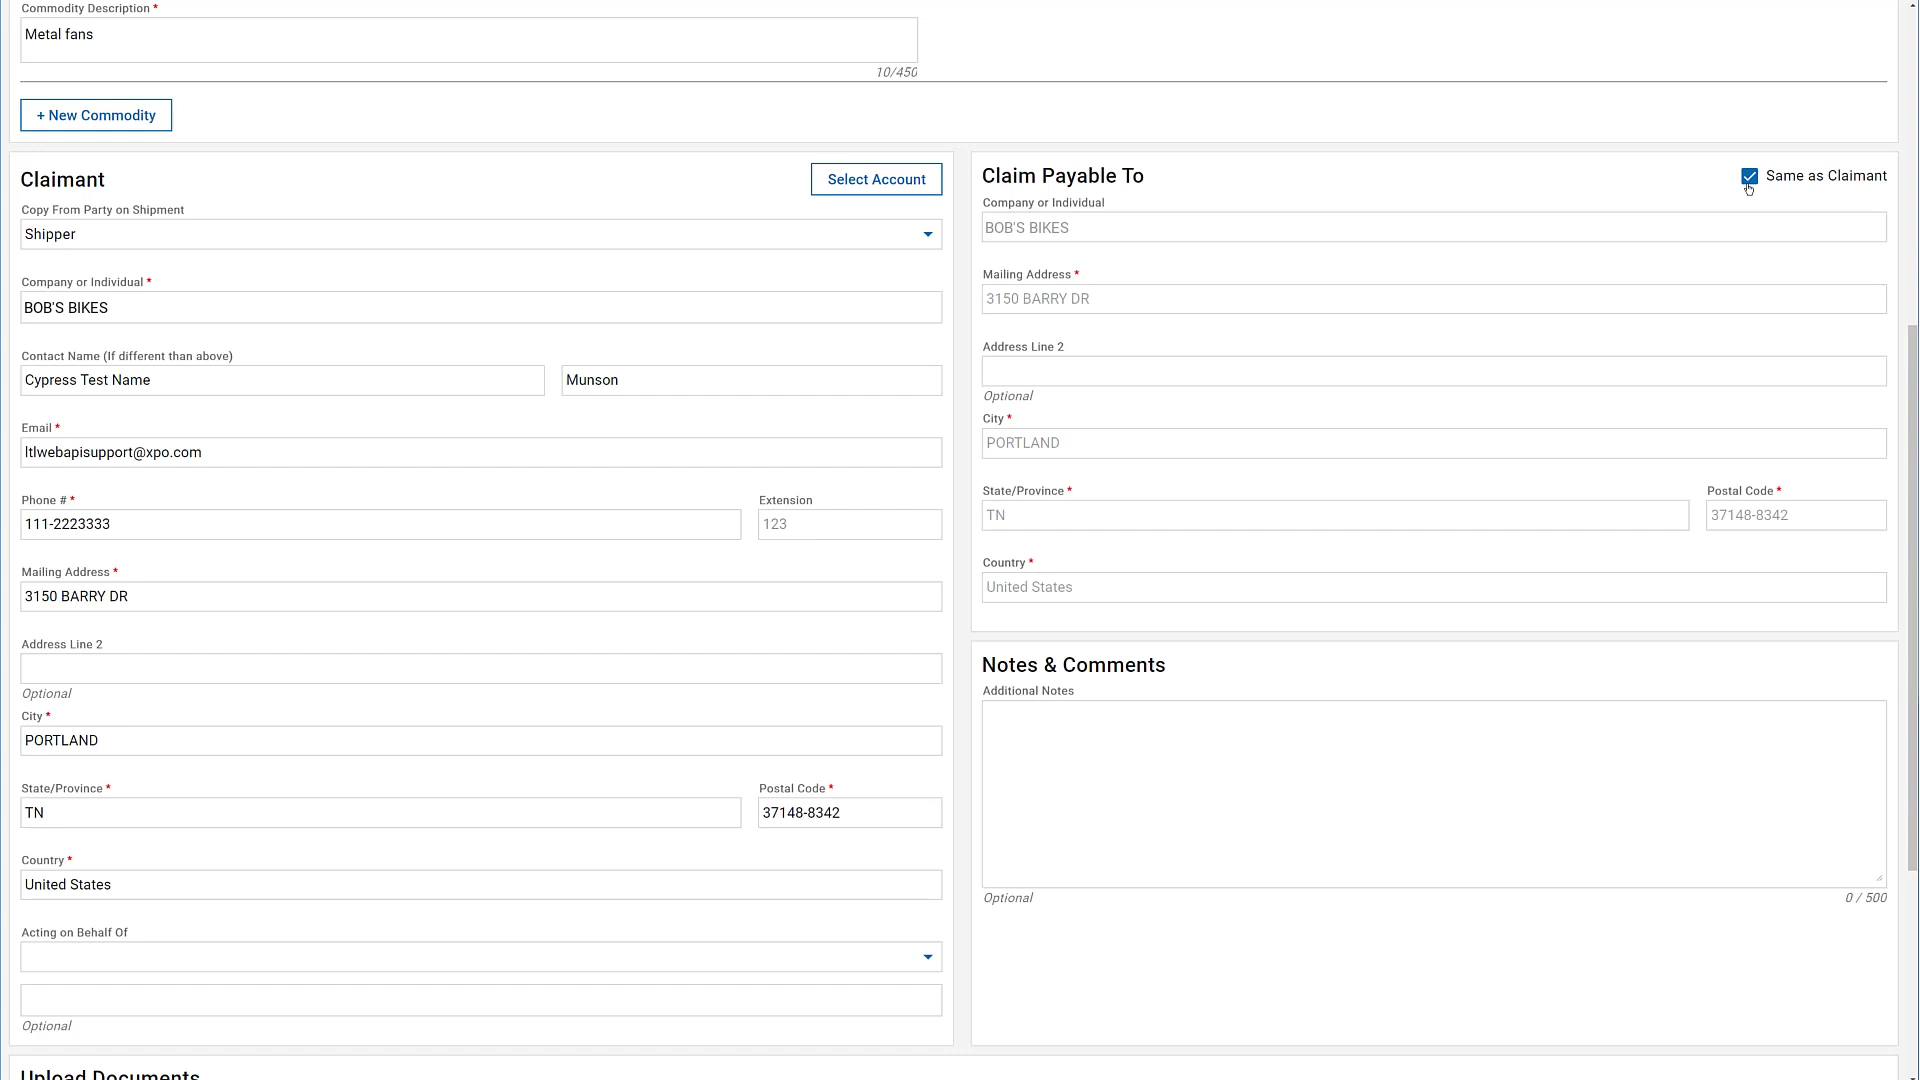 Commodity Description *
Metal fans
10/450
+ New Commodity
Claimant
Select Account
Copy From Party on Shipment
Shipper
Company or Individual *
BOB'S BIKES
Contact Name (If different than above)
Cypress Test Name
Munson
Email *
ltlwebapisupport@xpo.com
Phone # *
Extension
111-2223333
123
Mailing Address *
3150 BARRY DR
Address Line 2
Optional
City *
PORTLAND
State/Province *
Postal Code *
TN
37148-8342
Country *
United States
Acting on Behalf Of
Optional
Claim Payable To
Same as Claimant
Company or Individual
BOB'S BIKES
Mailing Address *
3150 BARRY DR
Address Line 2
Optional
City *
PORTLAND
State/Province *
Postal Code *
TN
37148-8342
Country *
United States
Notes & Comments
Additional Notes
Optional
0 / 500
Upload Documents